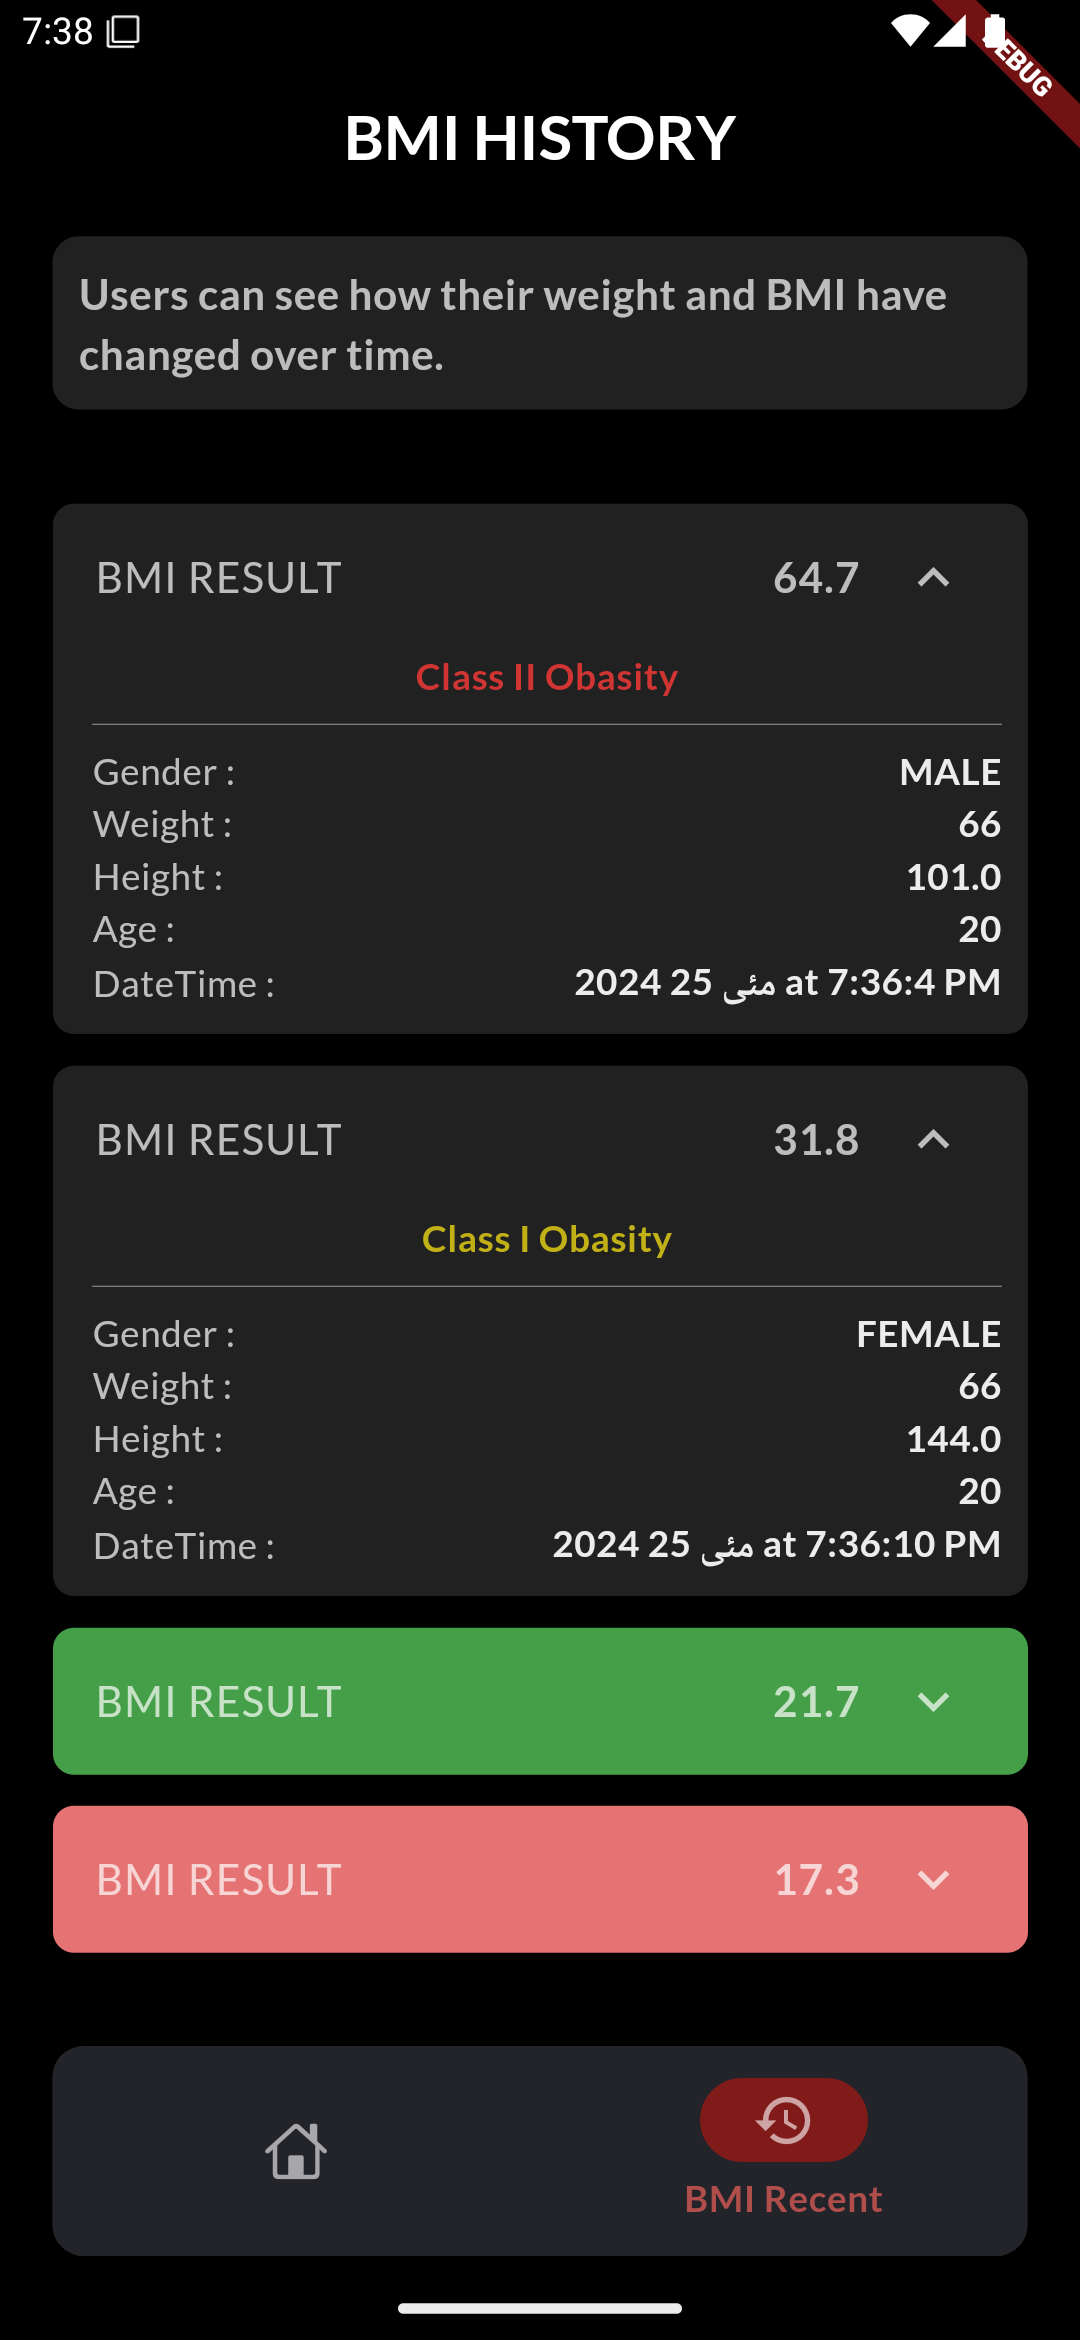 7:38
DEBUG
BMI HISTORY
Users can see how their weight and BMI have
changed over time.
BMI RESULT 64.7
Class II Obasity
Gender : MALE
Weight : 66
Height : 101.0
Age : 20
DateTime : 2024 25 مئی at 7:36:4 PM
BMI RESULT 31.8
Class I Obasity
Gender : FEMALE
Weight : 66
Height : 144.0
Age : 20
DateTime : 2024 25 مئی at 7:36:10 PM
BMI RESULT 21.7
BMI RESULT 17.3
BMI Recent